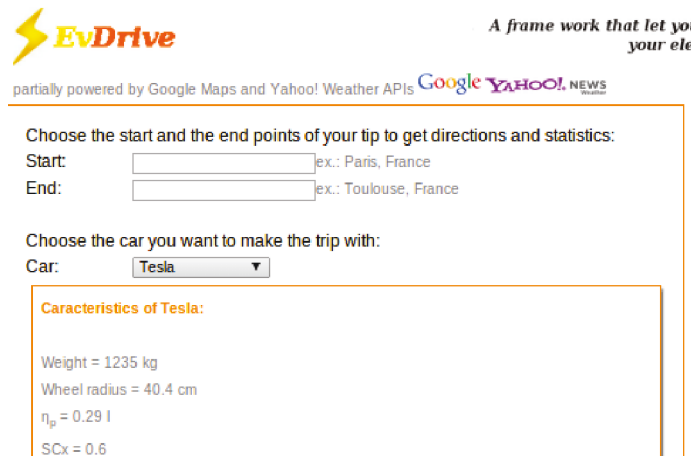 EvDrive
A frame work that let
your
partially powered by Google Maps and Yahoo! Weather APIs Google YAHOO! NEWS
Weather
Choose the start and the end points of your tip to get directions and statistics:
Start: ex.: Paris, France
End: ex.: Toulouse, France
Choose the car you want to make the trip with:
Car: Tesla
Caracteristics of Tesla:
Weight = 1235 kg
Wheel radius = 40.4 cm
ηp = 0.29 l
SCx = 0.6